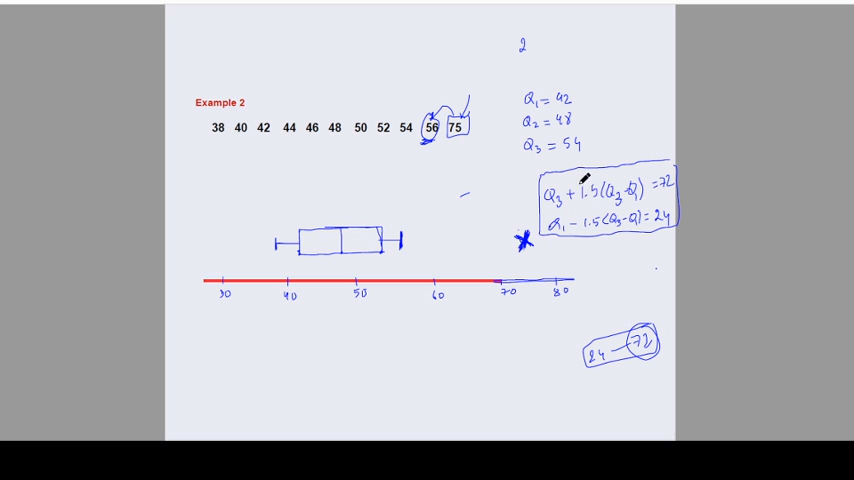 2
Example 2
38 40 42 44 46 48 50 52 54 56 75
Q₁ = 42
Q₂ = 48
Q₃ = 54
Q₃ + 1.5(Q₃-Q₁) = 72
Q₁ - 1.5(Q₃-Q₁) = 24
30 40 50 60 70 80
24 — 72